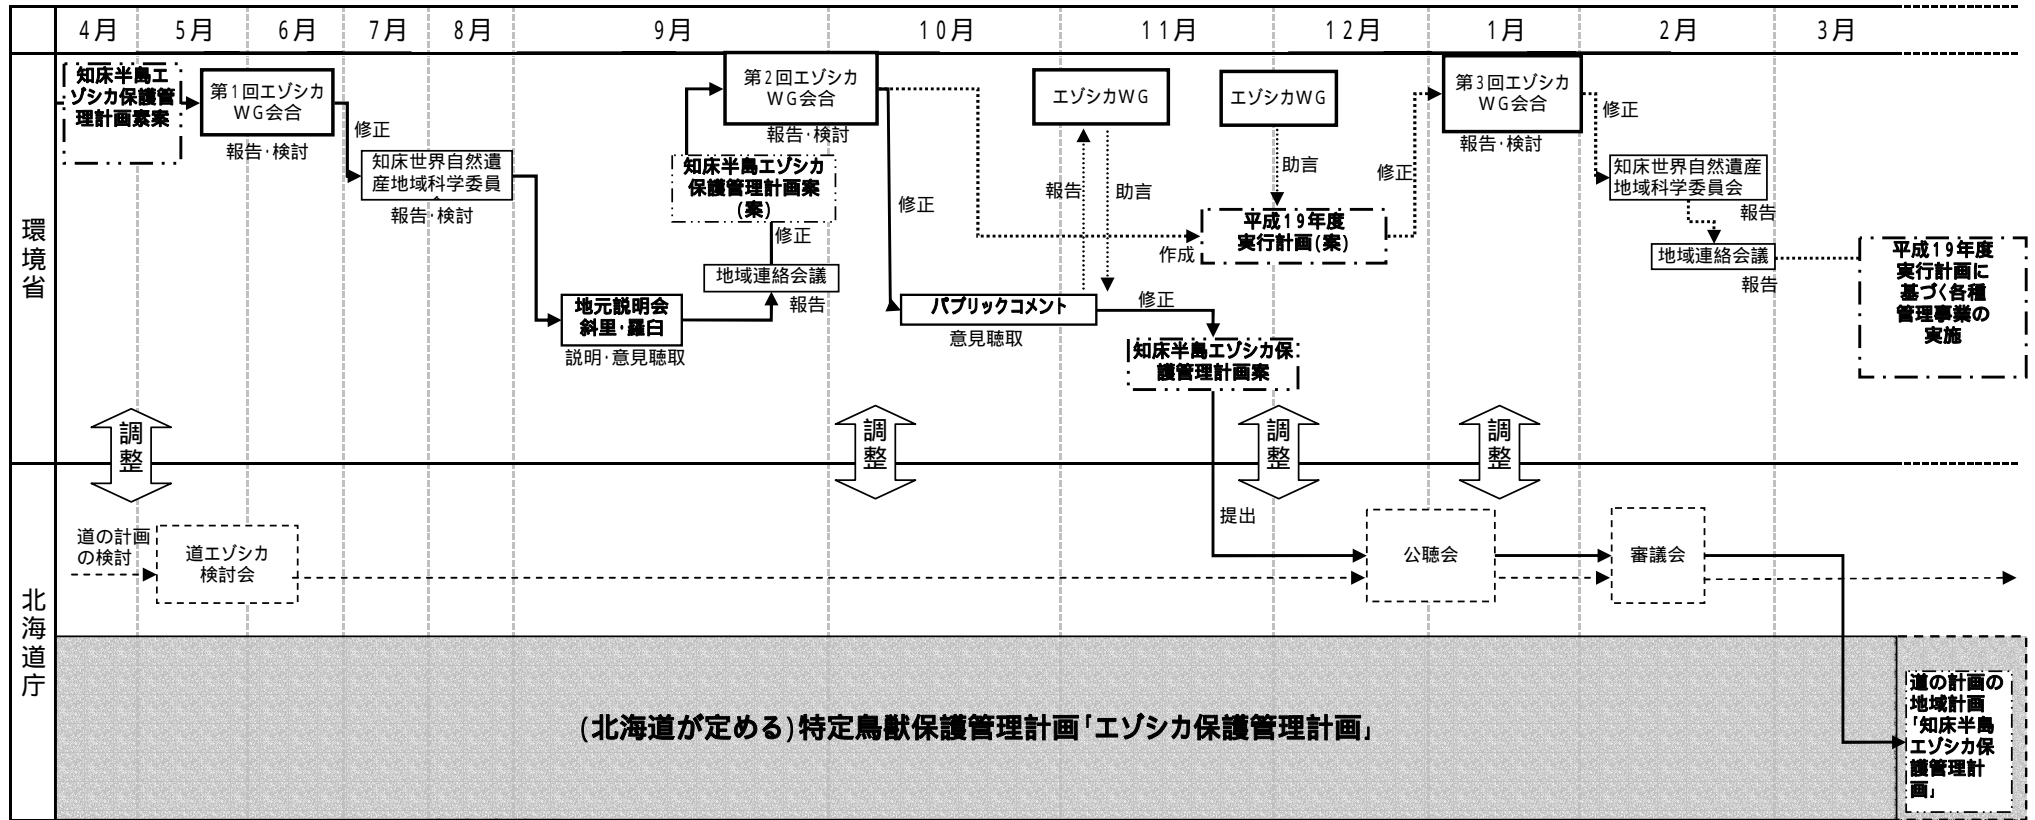 4月
5月
6月
7月
8月
9月
10月
11月
12月
1月
2月
3月
環境省
知床半島エ
ゾシカ保護管
理計画素案
第1回エゾシカ
WG会合
報告・検討
修正
知床世界自然遺
産地域科学委員
報告・検討
地元説明会
斜里・羅臼
説明・意見聴取
地域連絡会議
報告
修正
知床半島エゾシカ
保護管理計画案
(案)
第2回エゾシカ
WG会合
報告・検討
修正
パブリックコメント
意見聴取
報告
助言
エゾシカWG
修正
知床半島エゾシカ保
護管理計画案
エゾシカWG
助言
作成
平成19年度
実行計画(案)
修正
第3回エゾシカ
WG会合
報告・検討
修正
知床世界自然遺産
地域科学委員会
報告
地域連絡会議
報告
平成19年度
実行計画に
基づく各種
管理事業の
実施
調整
調整
調整
調整
北海道庁
道の計画
の検討
道エゾシカ
検討会
提出
公聴会
審議会
(北海道が定める)特定鳥獣保護管理計画「エゾシカ保護管理計画」
道の計画の
地域計画
「知床半島
エゾシカ保
護管理計
画」